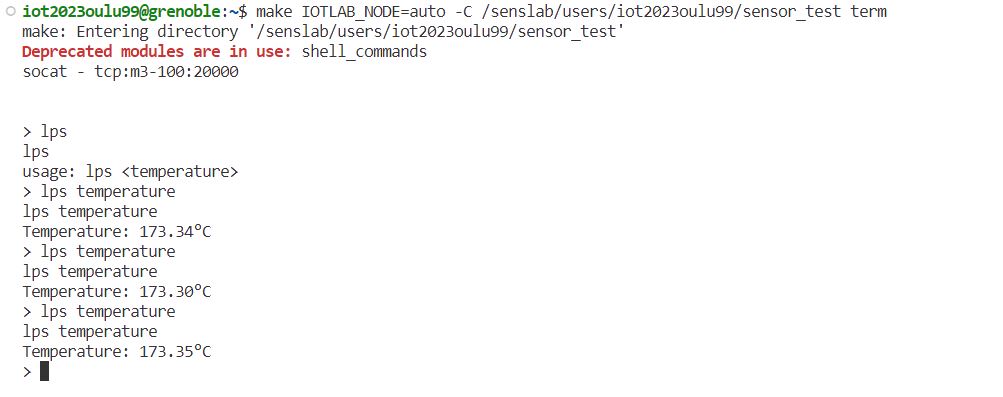 iot2023oulu99@grenoble:~$ make IOTLAB_NODE=auto -C /senslab/users/iot2023oulu99/sensor_test term
make: Entering directory '/senslab/users/iot2023oulu99/sensor_test'
Deprecated modules are in use: shell_commands
socat - tcp:m3-100:20000
> lps
lps
usage: lps <temperature>
> lps temperature
lps temperature
Temperature: 173.34°C
> lps temperature
lps temperature
Temperature: 173.30°C
> lps temperature
lps temperature
Temperature: 173.35°C
>